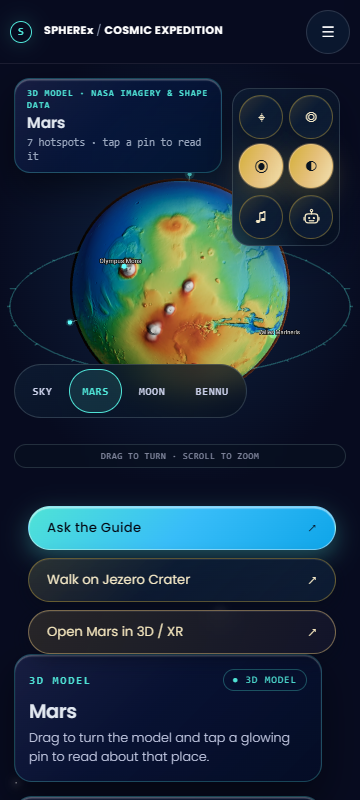 S SPHEREx / COSMIC EXPEDITION
3D MODEL · NASA IMAGERY & SHAPE
DATA
Mars
7 hotspots · tap a pin to read
it
Olympus Mons
SKY MARS MOON BENNU
DRAG TO TURN · SCROLL TO ZOOM
Ask the Guide ↗
Walk on Jezero Crater ↗
Open Mars in 3D / XR ↗
3D MODEL
3D MODEL
Mars
Drag to turn the model and tap a glowing
pin to read about that place.